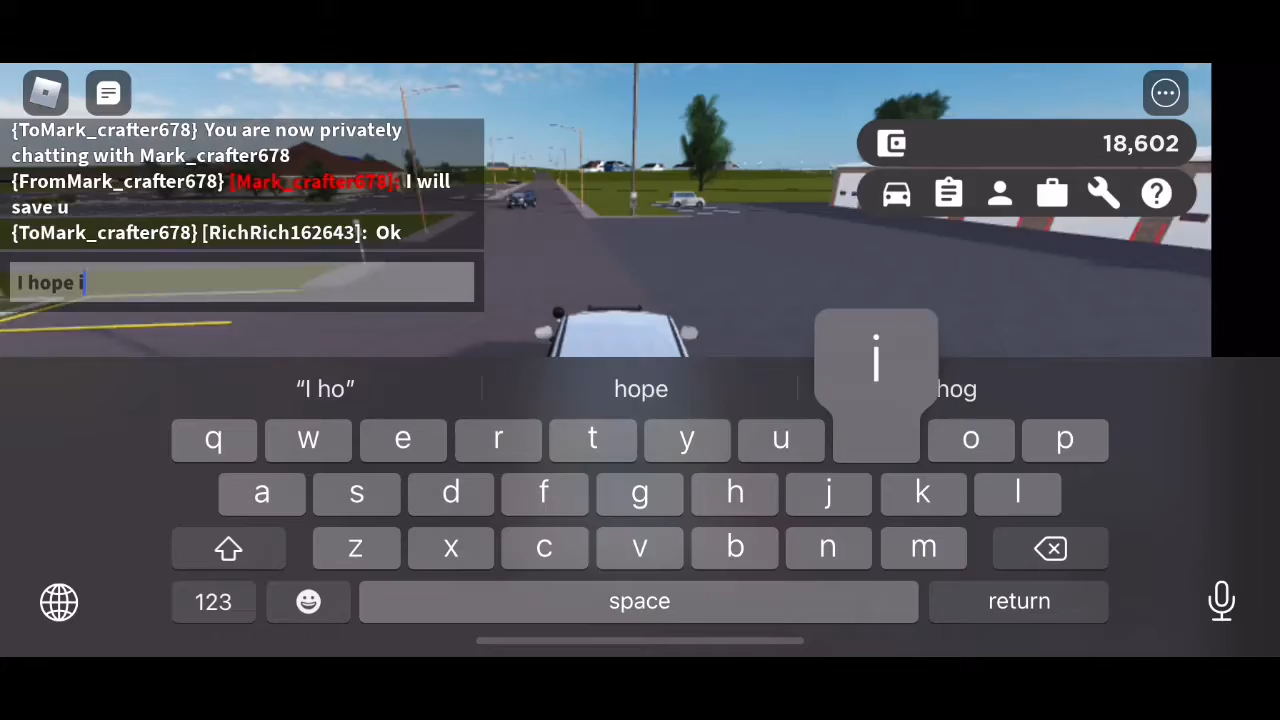 {ToMark_crafter678} You are now privately
chatting with Mark_crafter678
{FromMark_crafter678} [Mark_crafter678]: I will
save u
{ToMark_crafter678} [RichRich162643]: Ok
I hope i
18,602
“I ho” hope hog
i
q w e r t y u o p
a s d f g h j k l
z x c v b n m
123 space return